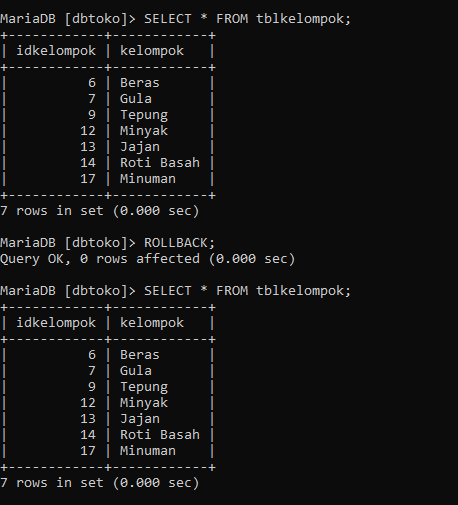 MariaDB [dbtoko]> SELECT * FROM tblkelompok;
+------------+------------+
| idkelompok | kelompok   |
+------------+------------+
|          6 | Beras      |
|          7 | Gula       |
|          9 | Tepung     |
|         12 | Minyak     |
|         13 | Jajan      |
|         14 | Roti Basah |
|         17 | Minuman    |
+------------+------------+
7 rows in set (0.000 sec)

MariaDB [dbtoko]> ROLLBACK;
Query OK, 0 rows affected (0.000 sec)

MariaDB [dbtoko]> SELECT * FROM tblkelompok;
+------------+------------+
| idkelompok | kelompok   |
+------------+------------+
|          6 | Beras      |
|          7 | Gula       |
|          9 | Tepung     |
|         12 | Minyak     |
|         13 | Jajan      |
|         14 | Roti Basah |
|         17 | Minuman    |
+------------+------------+
7 rows in set (0.000 sec)